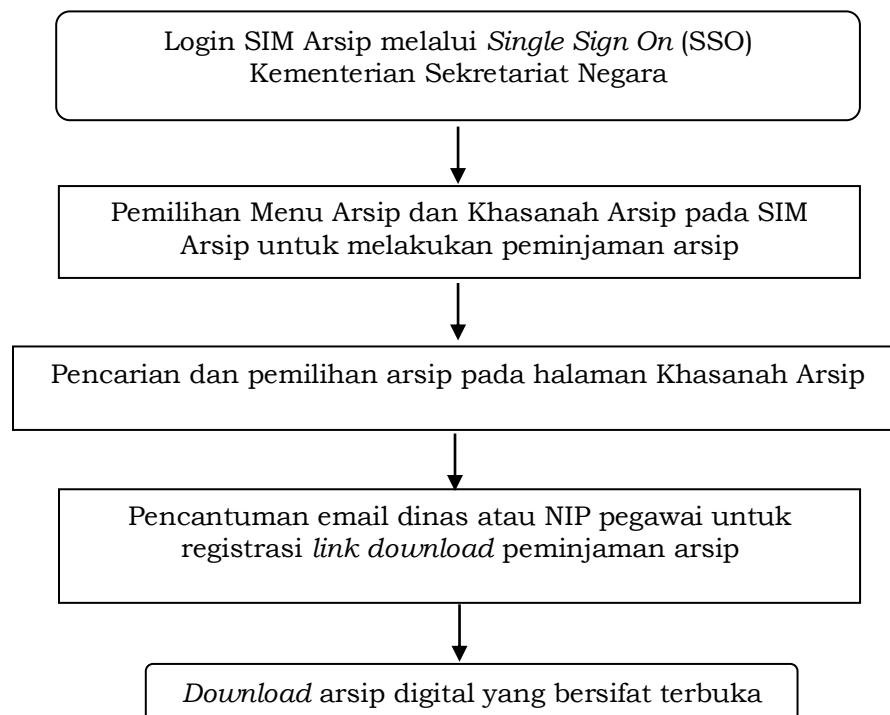 Login SIM Arsip melalui Single Sign On (SSO)
Kementerian Sekretariat Negara
Pemilihan Menu Arsip dan Khasanah Arsip pada SIM
Arsip untuk melakukan peminjaman arsip
Pencarian dan pemilihan arsip pada halaman Khasanah Arsip
Pencantuman email dinas atau NIP pegawai untuk
registrasi link download peminjaman arsip
Download arsip digital yang bersifat terbuka